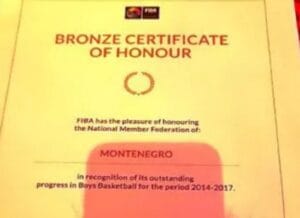 FIBA
BRONZE CERTIFICATE
OF HONOUR
FIBA has the pleasure of honouring
the National Member Federation of:
MONTENEGRO
in recognition of its outstanding
progress in Boys Basketball for the period 2014-2017.